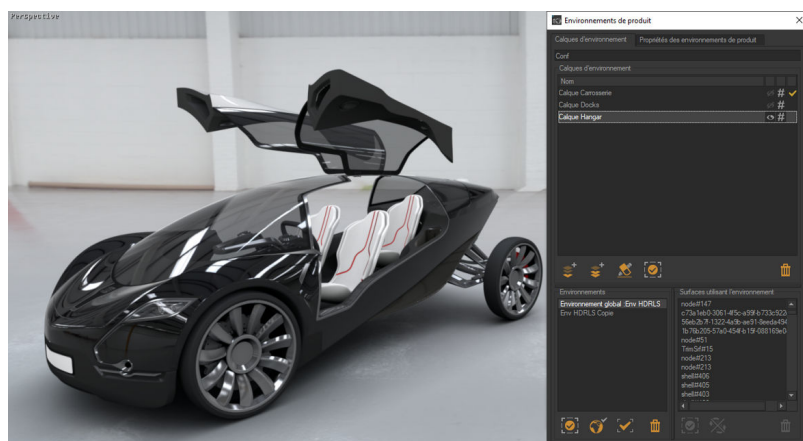 Perspective
Environnements de produit
Calques d'environnement Propriétés des environnements de produit
Conf
Calques d'environnement
Nom
Calque Carrosserie
Calque Docks
Calque Hangar
Environnements
Environnement global :Env HDRLS
Env HDRLS Copie
Surfaces utilisant l'environnement
node#147
node#51
TrimSrf#15
node#213
node#213
shell#406
shell#405
shell#403